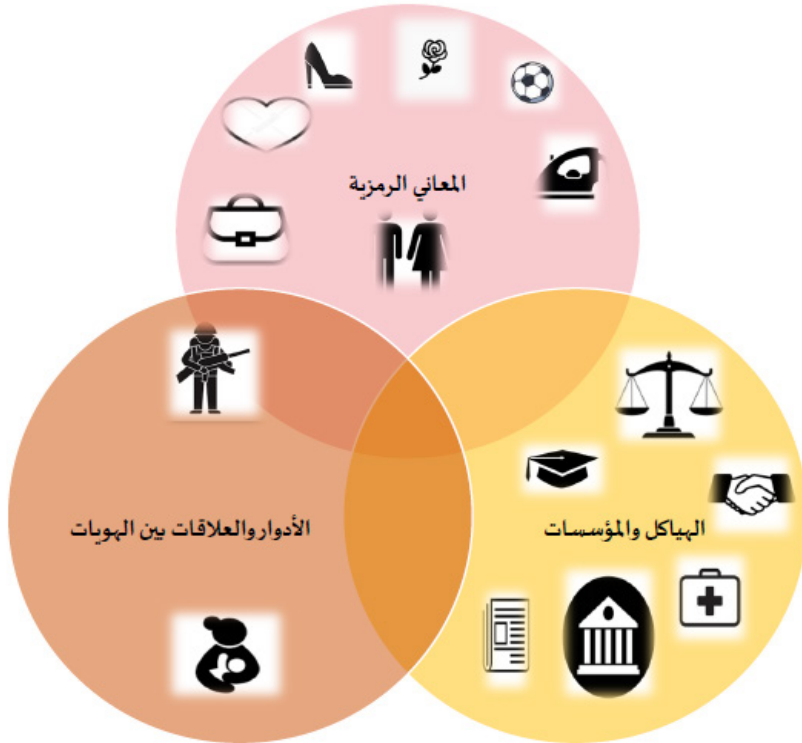 المعاني الرمزية
الأدوار والعلاقات بين الهويات
الهياكل والمؤسسات